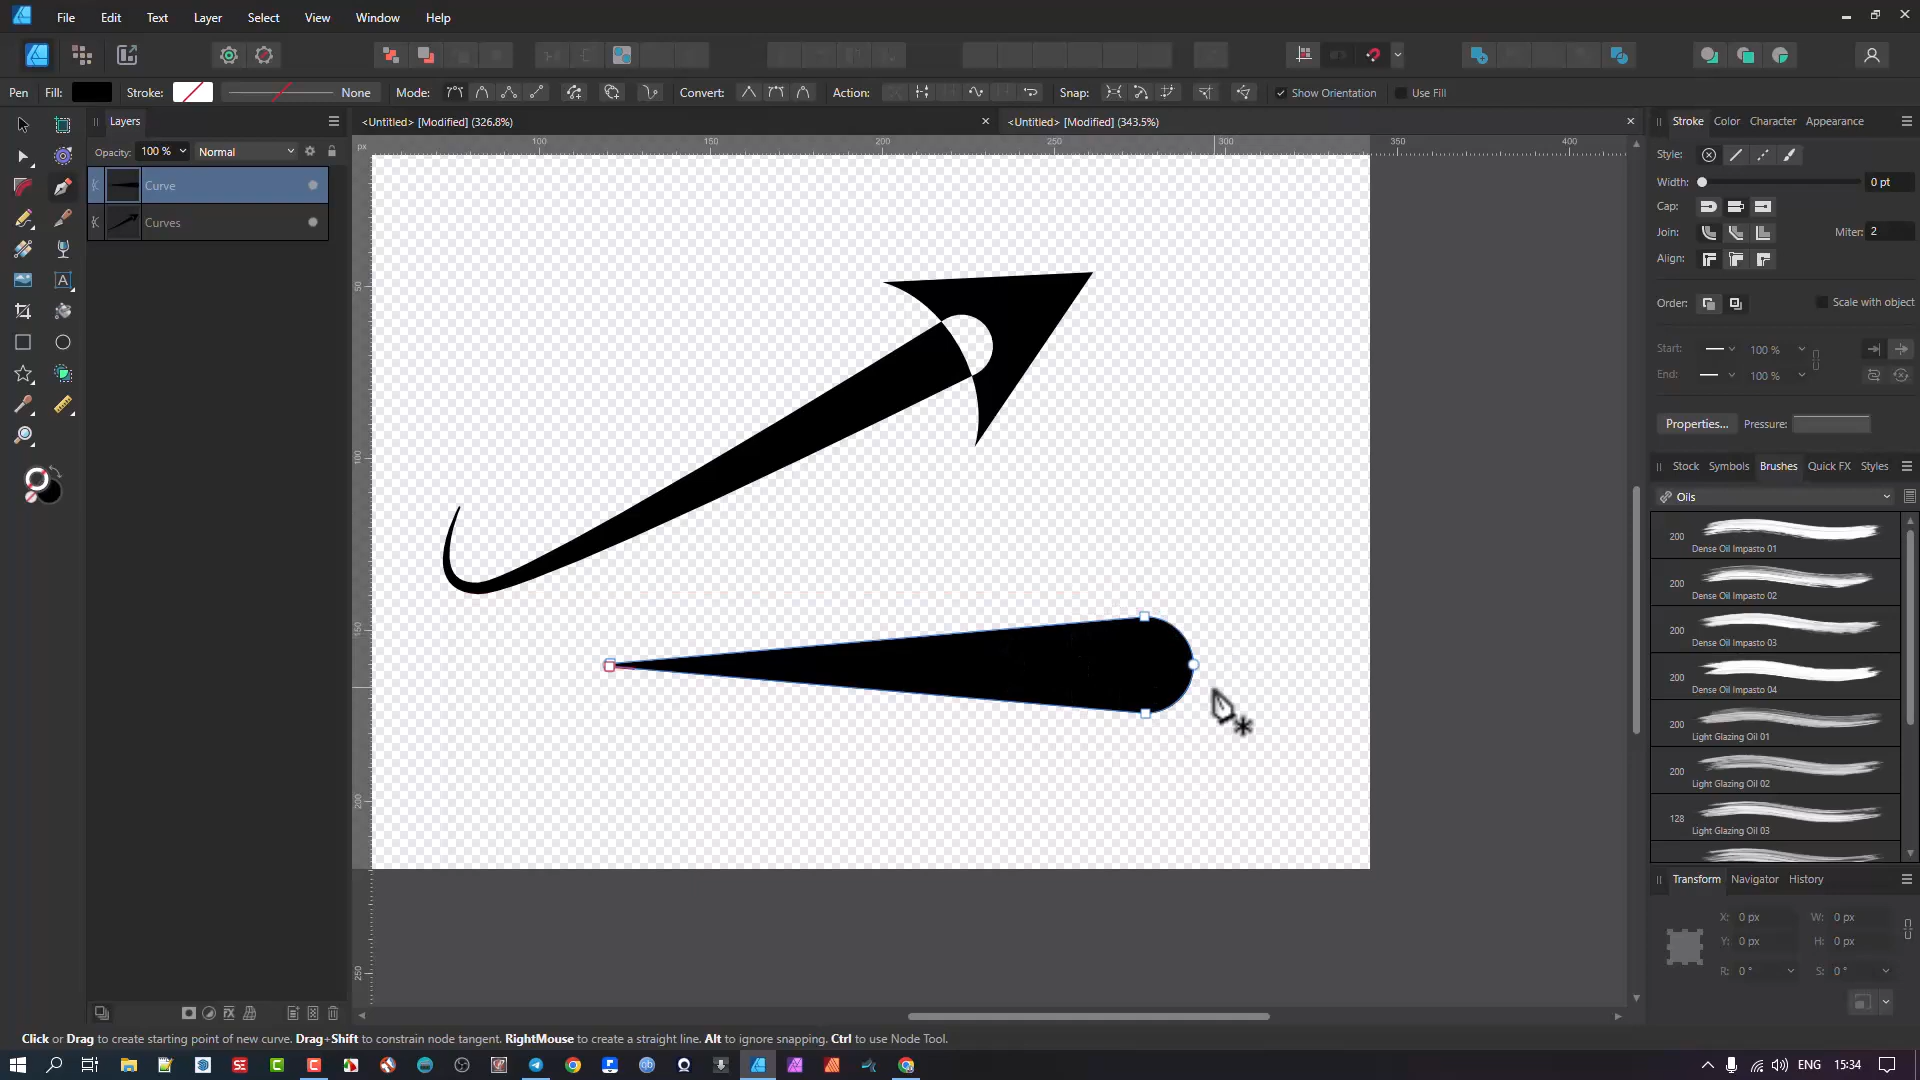 File Edit Text Layer Select View Window Help
Pen Fill: Stroke: None Mode: Convert: Action: Snap: Show Orientation Use Fill
Layers
Opacity: 100 % Normal
Curve
Curves
<Untitled> [Modified] (326.8%)
<Untitled> [Modified] (343.5%)
px 100 150 200 250 300 350 400
50
100
150
200
250
Stroke Color Character Appearance
Style:
Width: 0 pt
Cap:
Join: Miter: 2
Align:
Order: Scale with object
Start: 100 %
End: 100 %
Properties... Pressure:
Stock Symbols Brushes Quick FX Styles
Oils
200 Dense Oil Impasto 01
200 Dense Oil Impasto 02
200 Dense Oil Impasto 03
200 Dense Oil Impasto 04
200 Light Glazing Oil 01
200 Light Glazing Oil 02
128 Light Glazing Oil 03
Transform Navigator History
X: 0 px W: 0 px
Y: 0 px H: 0 px
R: 0 ° S: 0 °
Click or Drag to create starting point of new curve. Drag+Shift to constrain node tangent. RightMouse to create a straight line. Alt to ignore snapping. Ctrl to use Node Tool.
ENG 15:34